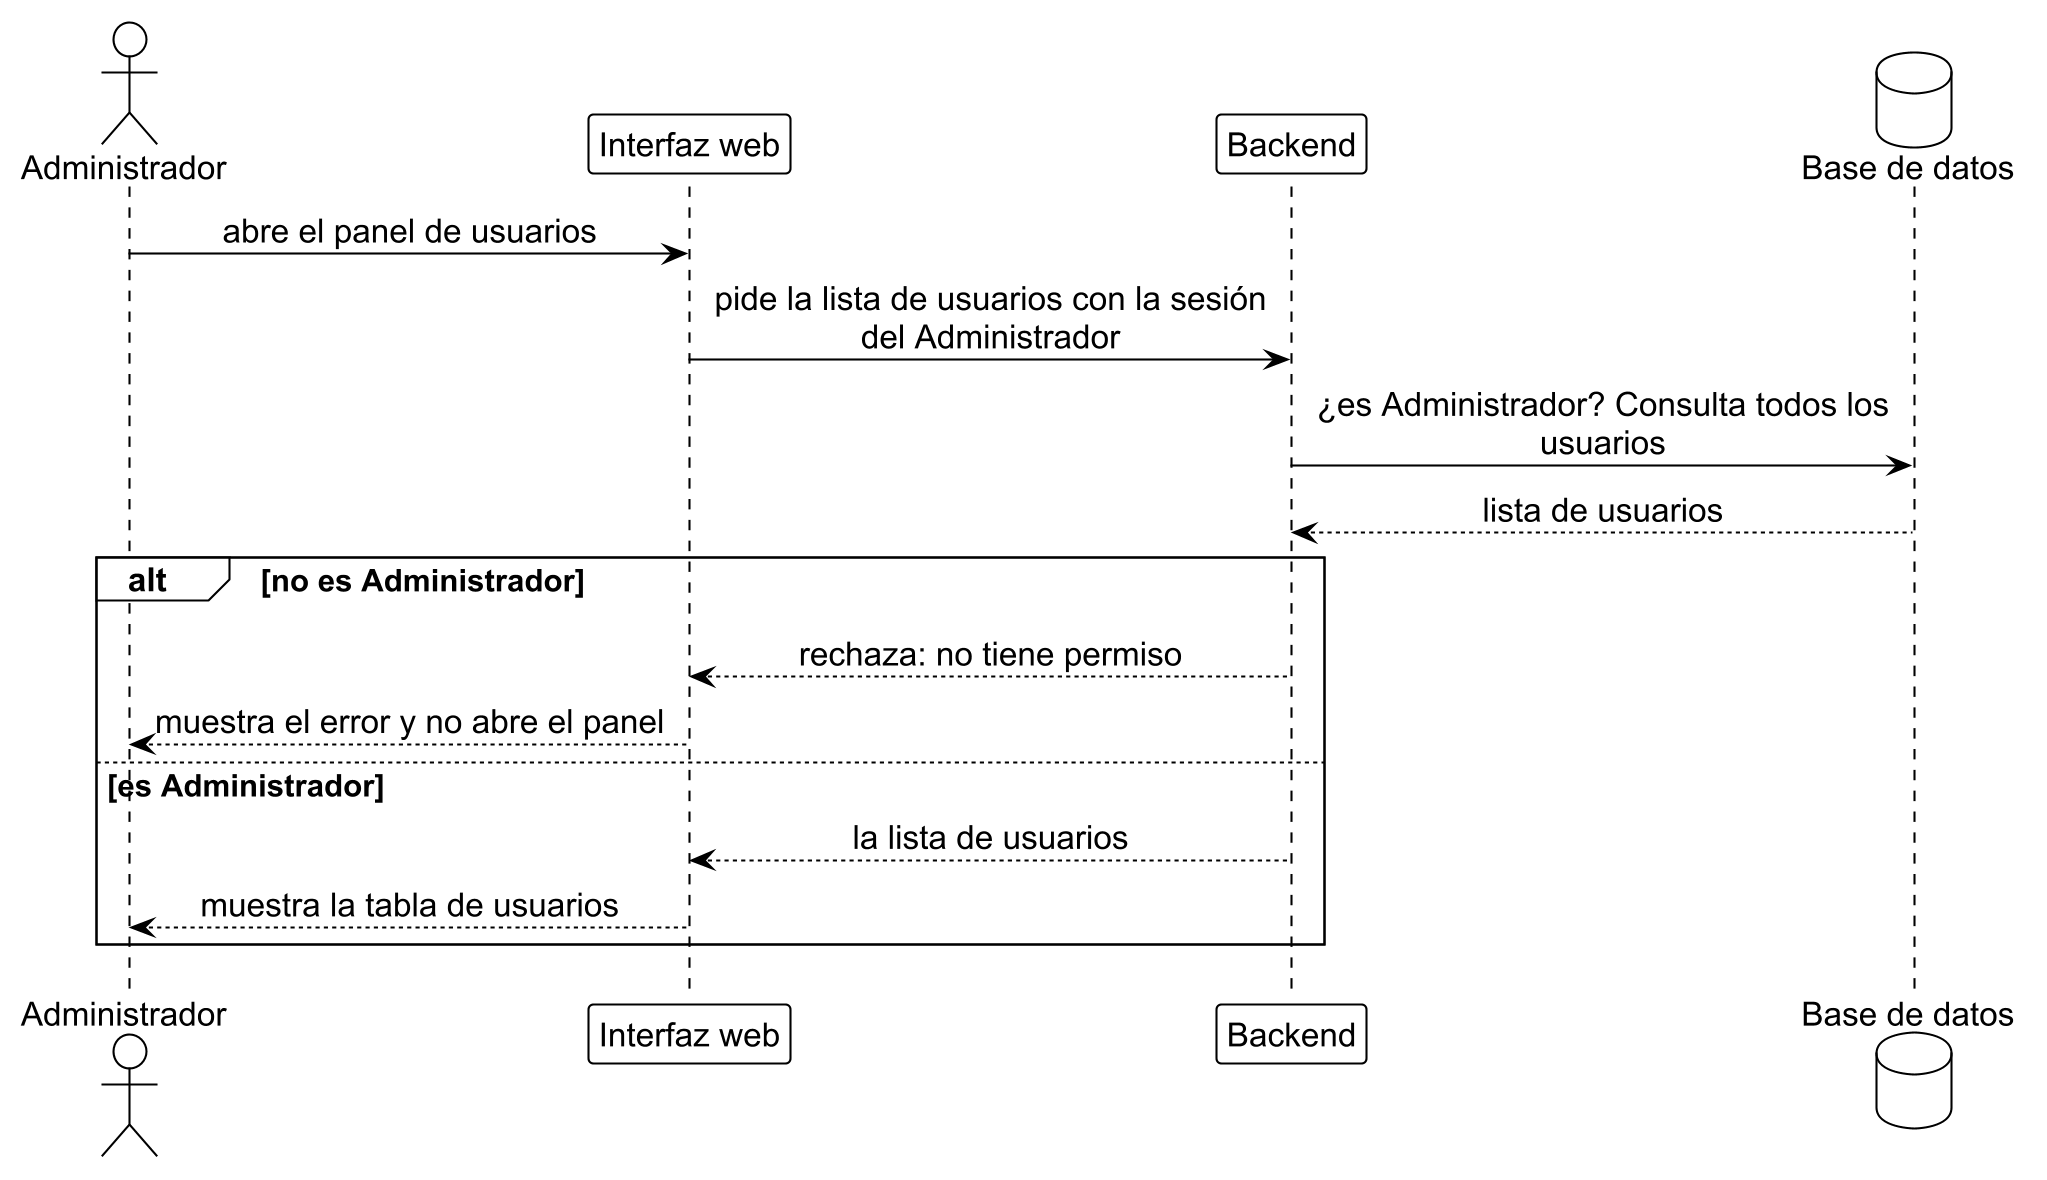 Administrador
Interfaz web
Backend
Base de datos
abre el panel de usuarios
pide la lista de usuarios con la sesión
del Administrador
¿es Administrador? Consulta todos los
usuarios
lista de usuarios
alt
[no es Administrador]
rechaza: no tiene permiso
muestra el error y no abre el panel
[es Administrador]
la lista de usuarios
muestra la tabla de usuarios
Administrador
Interfaz web
Backend
Base de datos